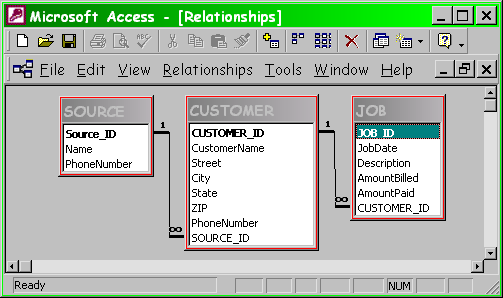 Microsoft Access - [Relationships]
File Edit View Relationships Tools Window Help
SOURCE
Source_ID
Name
PhoneNumber
1
∞
CUSTOMER
CUSTOMER_ID
CustomerName
Street
City
State
ZIP
PhoneNumber
SOURCE_ID
1
∞
JOB
JOB_ID
JobDate
Description
AmountBilled
AmountPaid
CUSTOMER_ID
Ready NUM